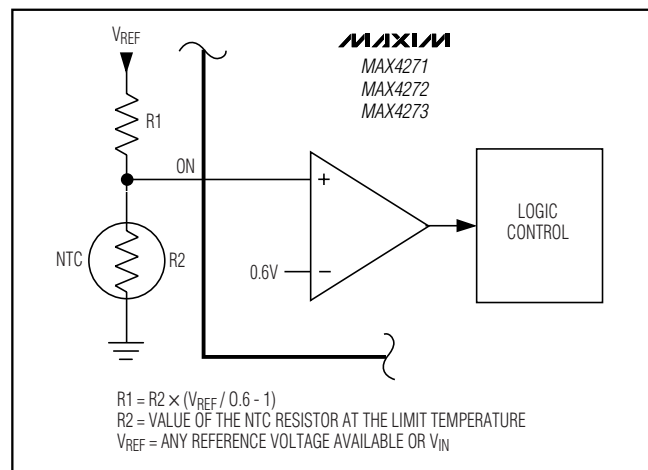 VREF
MAXIM
MAX4271
MAX4272
MAX4273
R1
ON
+
LOGIC
CONTROL
NTC
R2
0.6V
−
R1 = R2 × (VREF / 0.6 - 1)
R2 = VALUE OF THE NTC RESISTOR AT THE LIMIT TEMPERATURE
VREF = ANY REFERENCE VOLTAGE AVAILABLE OR VIN